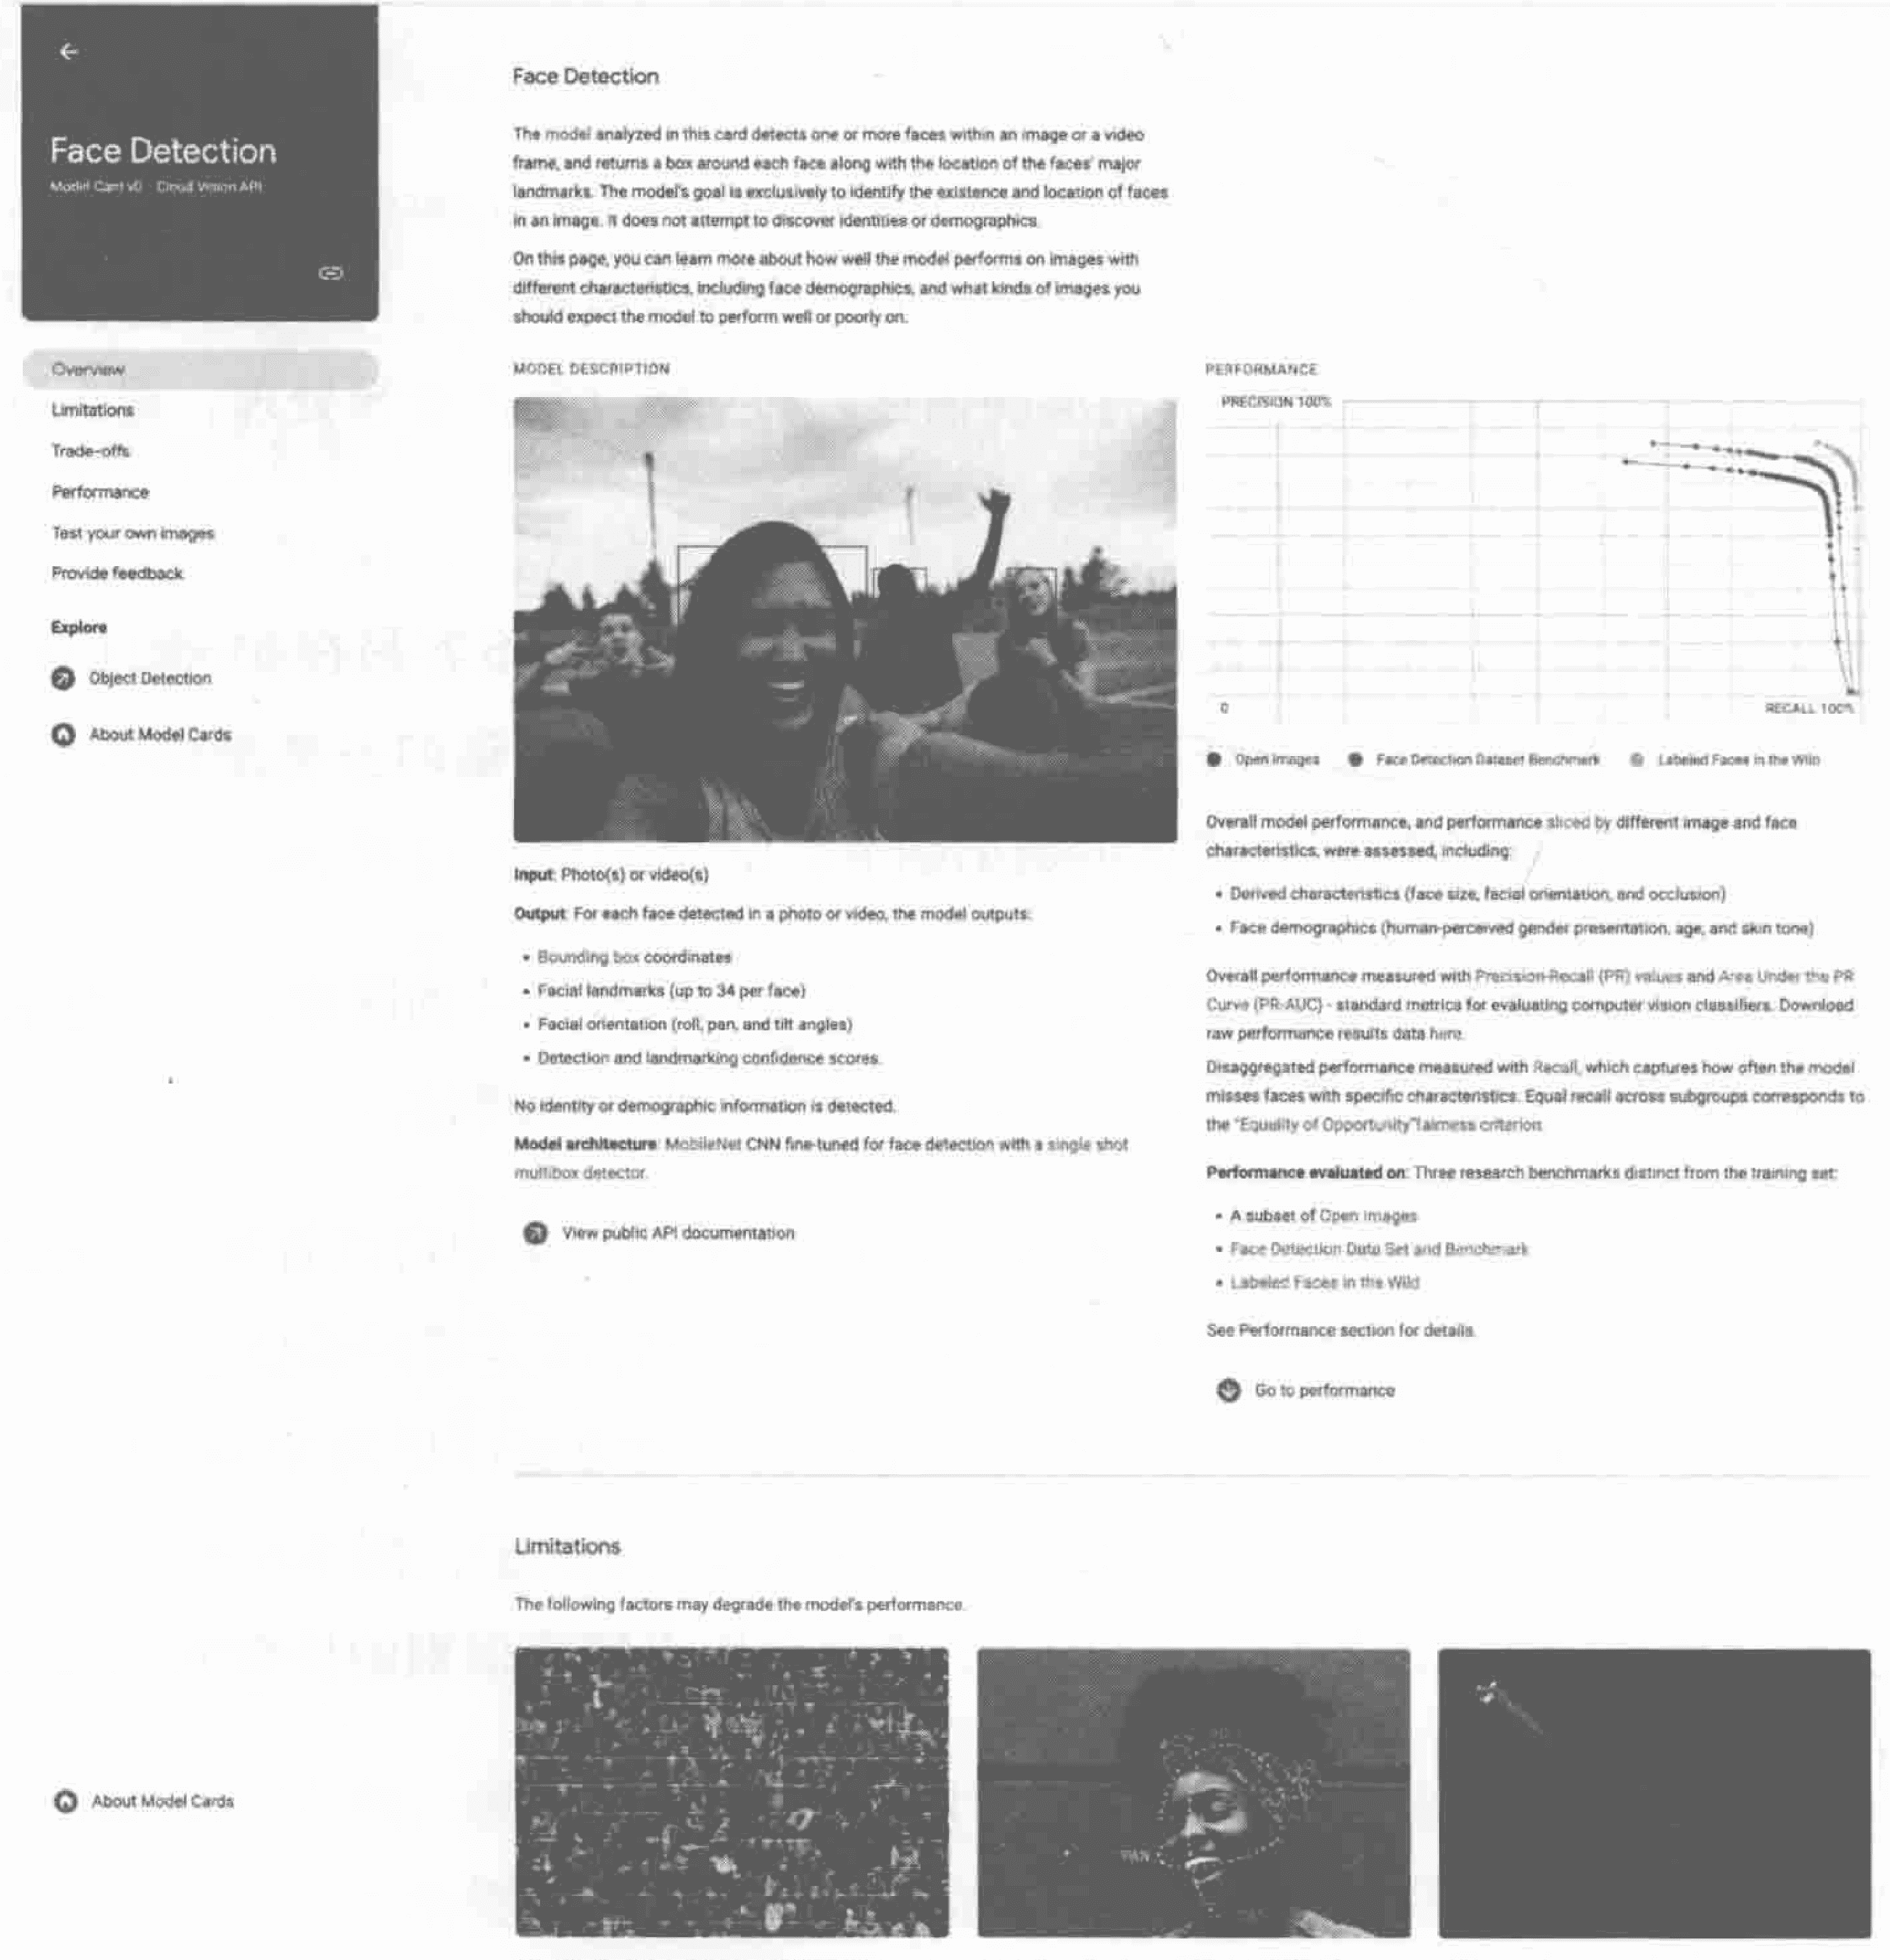 Face Detection
Model Card v0 Cloud Vision API
Overview
Limitations
Trade-offs
Performance
Test your own images
Provide feedback
Explore
Object Detection
About Model Cards
Face Detection
The model analyzed in this card detects one or more faces within an image or a video
frame, and returns a box around each face along with the location of the faces' major
landmarks. The model's goal is exclusively to identify the existence and location of faces
in an image. It does not attempt to discover identities or demographics.
On this page, you can learn more about how well the model performs on images with
different characteristics, including face demographics, and what kinds of images you
should expect the model to perform well or poorly on.
MODEL DESCRIPTION
Input: Photo(s) or video(s)
Output: For each face detected in a photo or video, the model outputs:
• Bounding box coordinates
• Facial landmarks (up to 34 per face)
• Facial orientation (roll, pan, and tilt angles)
• Detection and landmarking confidence scores.
No identity or demographic information is detected.
Model architecture: MobileNet CNN fine-tuned for face detection with a single shot
multibox detector.
View public API documentation
PERFORMANCE
PRECISION 100%
0
RECALL 100%
Open Images
Face Detection Dataset Benchmark
Labeled Faces in the Wild
Overall model performance, and performance sliced by different image and face
characteristics, were assessed, including:
• Derived characteristics (face size, facial orientation, and occlusion)
• Face demographics (human-perceived gender presentation, age, and skin tone)
Overall performance measured with Precision-Recall (PR) values and Area Under the PR
Curve (PR-AUC) - standard metrics for evaluating computer vision classifiers. Download
raw performance results data here.
Disaggregated performance measured with Recall, which captures how often the model
misses faces with specific characteristics. Equal recall across subgroups corresponds to
the "Equality of Opportunity" fairness criterion.
Performance evaluated on: Three research benchmarks distinct from the training set:
• A subset of Open Images
• Face Detection Data Set and Benchmark
• Labeled Faces in the Wild
See Performance section for details.
Go to performance
Limitations
The following factors may degrade the model's performance.
PAN
About Model Cards